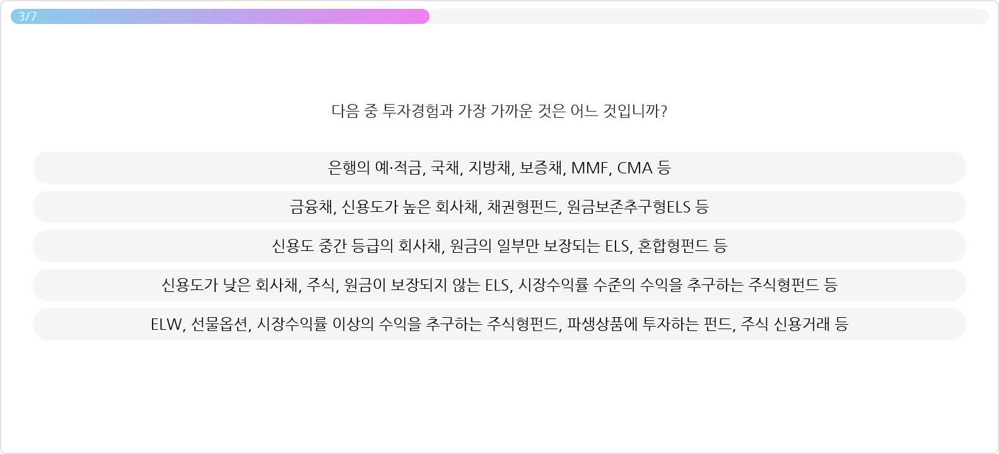 3/7
다음 중 투자경험과 가장 가까운 것은 어느 것입니까?
은행의 예·적금, 국채, 지방채, 보증채, MMF, CMA 등
금융채, 신용도가 높은 회사채, 채권형펀드, 원금보존추구형ELS 등
신용도 중간 등급의 회사채, 원금의 일부만 보장되는 ELS, 혼합형펀드 등
신용도가 낮은 회사채, 주식, 원금이 보장되지 않는 ELS, 시장수익률 수준의 수익을 추구하는 주식형펀드 등
ELW, 선물옵션, 시장수익률 이상의 수익을 추구하는 주식형펀드, 파생상품에 투자하는 펀드, 주식 신용거래 등